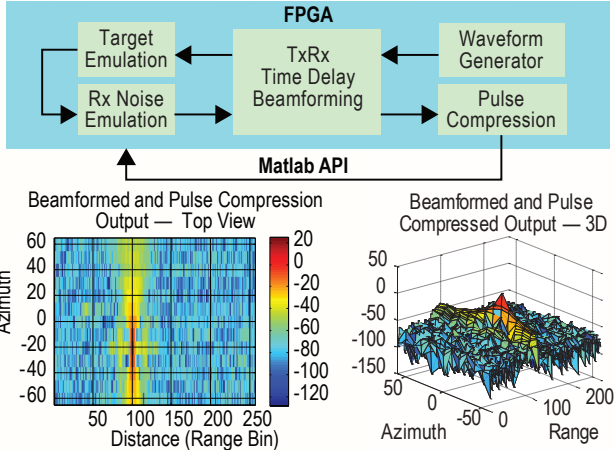 FPGA
Target
Emulation
TxRx
Time Delay
Beamforming
Waveform
Generator
Rx Noise
Emulation
Pulse
Compression
Matlab API
Beamformed and Pulse Compression
Output — Top View
Azimuth
60
40
20
0
-20
-40
-60
50 100 150 200 250
Distance (Range Bin)
20
0
-20
-40
-60
-80
-100
-120
Beamformed and Pulse
Compressed Output — 3D
50
0
-50
-100
-150
50
0
-50
Azimuth
0
100
200
Range